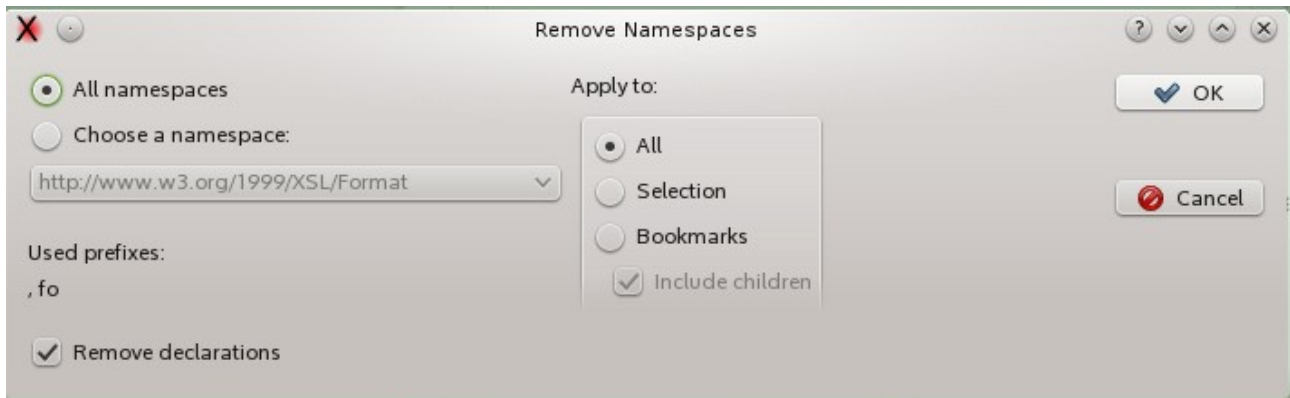 Remove Namespaces
All namespaces
Choose a namespace:
http://www.w3.org/1999/XSL/Format
Used prefixes:
, fo
Remove declarations
Apply to:
All
Selection
Bookmarks
Include children
OK
Cancel